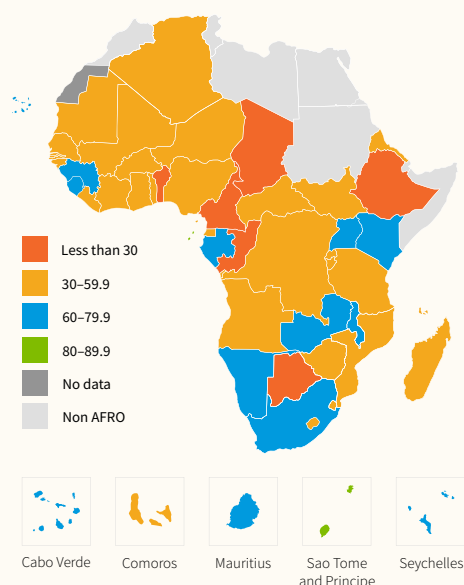 Less than 30
30–59.9
60–79.9
80–89.9
No data
Non AFRO
Cabo Verde
Comoros
Mauritius
Sao Tome
and Principe
Seychelles